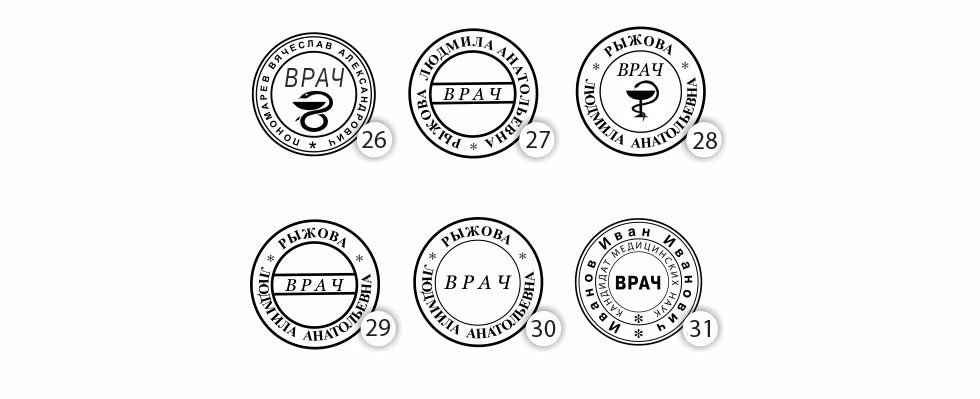 ПОНОМАРЕВ ВЯЧЕСЛАВ АЛЕКСАНДРОВИЧ *
ВРАЧ
26
РЫЖОВА ЛЮДМИЛА АНАТОЛЬЕВНА *
ВРАЧ
27
* РЫЖОВА *
ВРАЧ
ЛЮДМИЛА АНАТОЛЬЕВНА
28
* РЫЖОВА *
ВРАЧ
ЛЮДМИЛА АНАТОЛЬЕВНА
29
* РЫЖОВА *
ВРАЧ
ЛЮДМИЛА АНАТОЛЬЕВНА
30
Иванов Иван Иванович *
КАНДИДАТ МЕДИЦИНСКИХ НАУК *
ВРАЧ
31